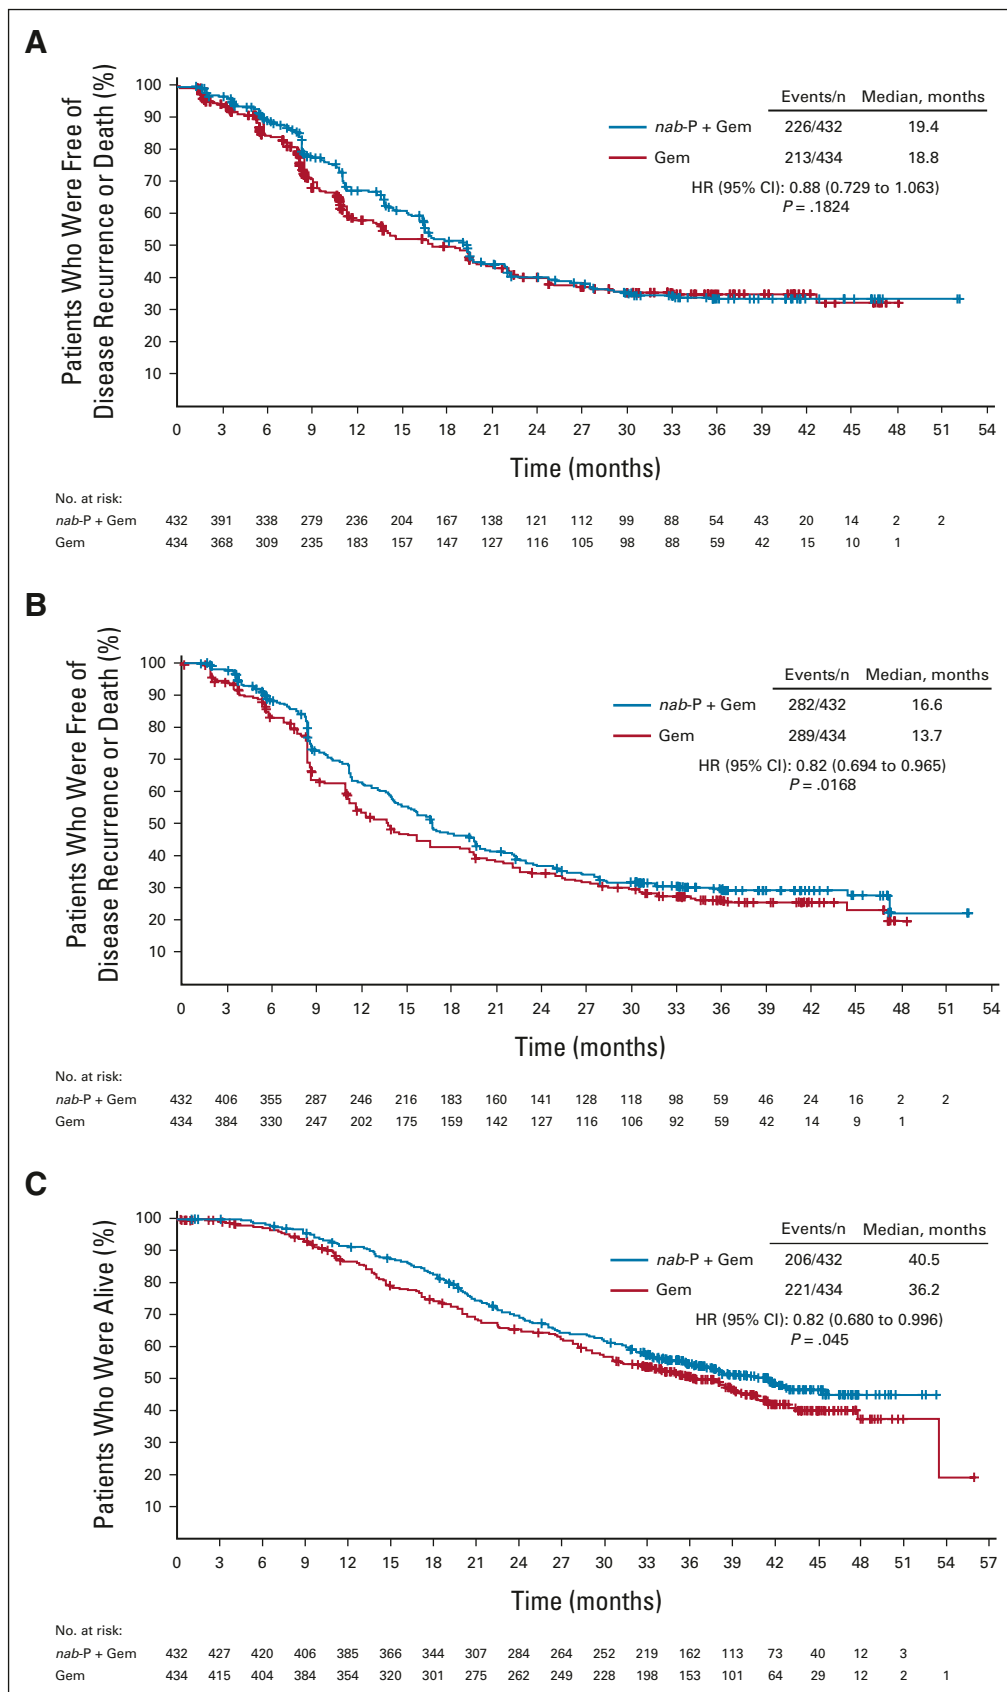 A
Patients Who Were Free of
Disease Recurrence or Death (%)
Events/n Median, months
nab-P + Gem 226/432 19.4
Gem 213/434 18.8
HR (95% CI): 0.88 (0.729 to 1.063)
P = .1824
100
90
80
70
60
50
40
30
20
10
0 3 6 9 12 15 18 21 24 27 30 33 36 39 42 45 48 51 54
Time (months)
No. at risk:
nab-P + Gem 432 391 338 279 236 204 167 138 121 112 99 88 54 43 20 14 2 2
Gem 434 368 309 235 183 157 147 127 116 105 98 88 59 42 15 10 1
B
Patients Who Were Free of
Disease Recurrence or Death (%)
Events/n Median, months
nab-P + Gem 282/432 16.6
Gem 289/434 13.7
HR (95% CI): 0.82 (0.694 to 0.965)
P = .0168
100
90
80
70
60
50
40
30
20
10
0 3 6 9 12 15 18 21 24 27 30 33 36 39 42 45 48 51 54
Time (months)
No. at risk:
nab-P + Gem 432 406 355 287 246 216 183 160 141 128 118 98 59 46 24 16 2 2
Gem 434 384 330 247 202 175 159 142 127 116 106 92 59 42 14 9 1
C
Patients Who Were Alive (%)
Events/n Median, months
nab-P + Gem 206/432 40.5
Gem 221/434 36.2
HR (95% CI): 0.82 (0.680 to 0.996)
P = .045
100
90
80
70
60
50
40
30
20
10
0 3 6 9 12 15 18 21 24 27 30 33 36 39 42 45 48 51 54 57
Time (months)
No. at risk:
nab-P + Gem 432 427 420 406 385 366 344 307 284 264 252 219 162 113 73 40 12 3
Gem 434 415 404 384 354 320 301 275 262 249 228 198 153 101 64 29 12 2 1